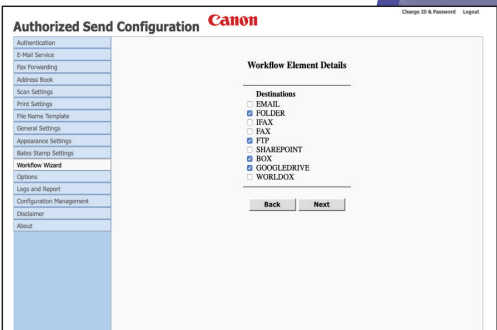 Change ID & Password Logout
Authorized Send Configuration Canon
Authentication
E-Mail Service
Fax Forwarding
Address Book
Scan Settings
Print Settings
File Name Template
General Settings
Appearence Settings
Bates Stamp Settings
Workflow Wizard
Options
Logs and Report
Configuration Management
Disclaimer
About
Workflow Element Details
Destinations
EMAIL
FOLDER
IFAX
FAX
FTP
SHAREPOINT
BOX
GOOGLEDRIVE
WORLDOX
Back Next